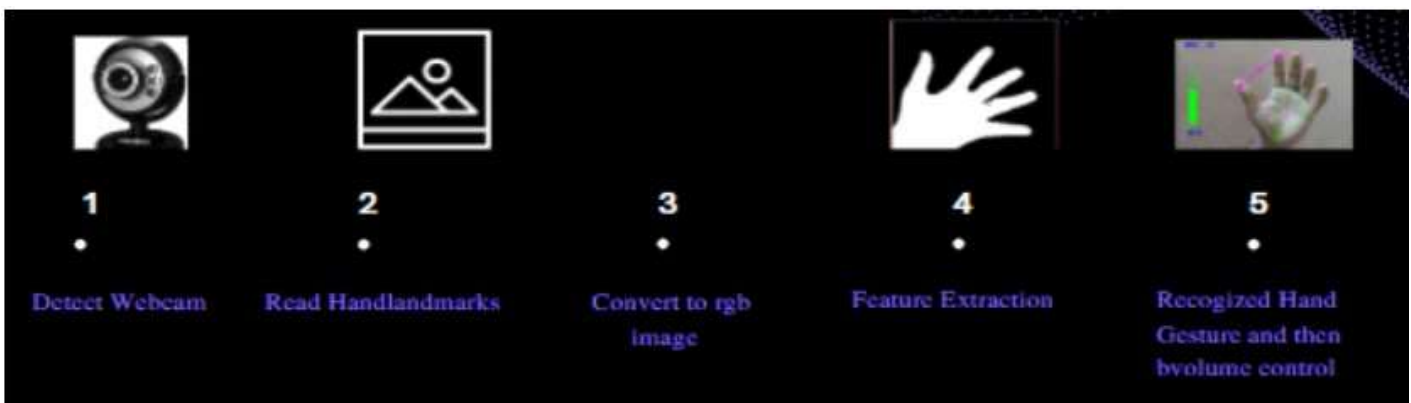 1
2
3
4
5
Detect Webcam
Read Handlandmarks
Convert to rgb
image
Feature Extraction
Recogized Hand
Gesture and then
bvolume control